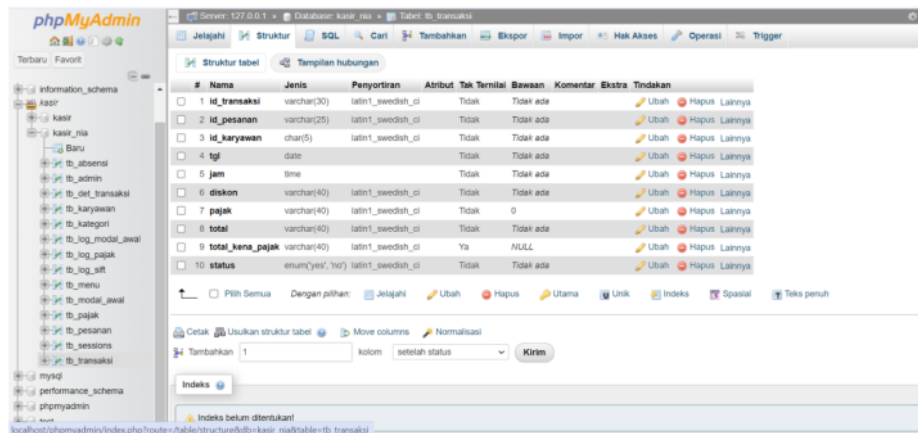 phpMyAdmin
Server: 127.0.0.1 » Database: kasir_nia » Tabel: tb_transaksi
Jelajahi Struktur SQL Cari Tambahkan Ekspor Impor Hak Akses Operasi Trigger
Terbaru Favorit
information_schema
kasir
kasir
kasir_nia
Baru
tb_absensi
tb_admin
tb_det_transaksi
tb_karyawan
tb_kategori
tb_log_modal_awal
tb_log_pajak
tb_log_sift
tb_menu
tb_modal_awal
tb_pajak
tb_pesanan
tb_sessions
tb_transaksi
mysql
performance_schema
phpmyadmin
test
Struktur tabel Tampilan hubungan
# Nama Jenis Penyortiran Atribut Tak Ternilai Bawaan Komentar Ekstra Tindakan
1 id_transaksi varchar(30) latin1_swedish_ci Tidak Tidak ada Ubah Hapus Lainnya
2 id_pesanan varchar(25) latin1_swedish_ci Tidak Tidak ada Ubah Hapus Lainnya
3 id_karyawan char(5) latin1_swedish_ci Tidak Tidak ada Ubah Hapus Lainnya
4 tgl date Tidak Tidak ada Ubah Hapus Lainnya
5 jam time Tidak Tidak ada Ubah Hapus Lainnya
6 diskon varchar(40) latin1_swedish_ci Tidak Tidak ada Ubah Hapus Lainnya
7 pajak varchar(40) latin1_swedish_ci Tidak 0 Ubah Hapus Lainnya
8 total varchar(40) latin1_swedish_ci Tidak Tidak ada Ubah Hapus Lainnya
9 total_kena_pajak varchar(40) latin1_swedish_ci Ya NULL Ubah Hapus Lainnya
10 status enum('yes', 'no') latin1_swedish_ci Tidak Tidak ada Ubah Hapus Lainnya
Pilih Semua Dengan pilihan: Jelajahi Ubah Hapus Utama Unik Indeks Spasial Teks penuh
Cetak Usulkan struktur tabel Move columns Normalisasi
Tambahkan 1 kolom setelah status Kirim
Indeks
Indeks belum ditentukan!
localhost/phpmyadmin/index.php?route=/table/structure&db=kasir_nia&table=tb_transaksi